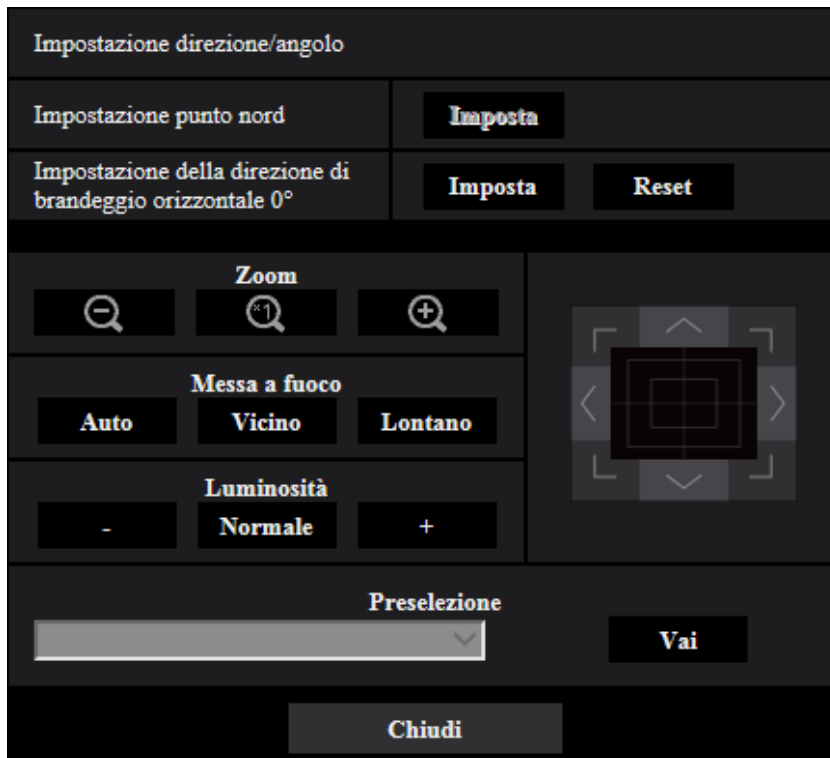 Impostazione direzione/angolo
Impostazione punto nord
Imposta
Impostazione della direzione di
brandeggio orizzontale 0°
Imposta
Reset
Zoom
×1
Messa a fuoco
Auto
Vicino
Lontano
Luminosità
-
Normale
+
Preselezione
Vai
Chiudi